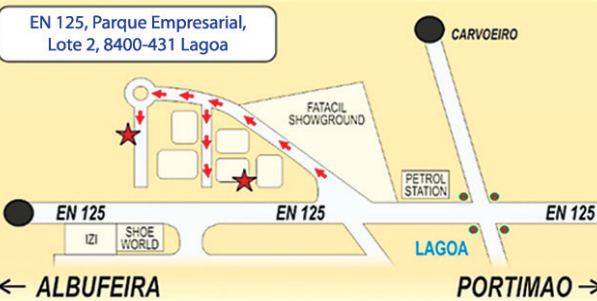 EN 125, Parque Empresarial,
Lote 2, 8400-431 Lagoa
CARVOEIRO
FATACIL
SHOWGROUND
PETROL
STATION
EN 125
EN 125
EN 125
IZI
SHOE
WORLD
LAGOA
← ALBUFEIRA
PORTIMAO →